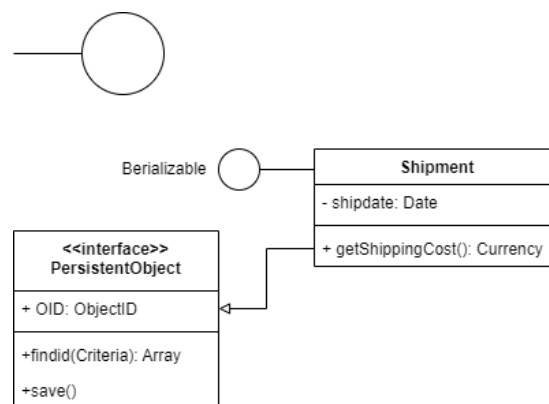 Berializable
Shipment
- shipdate: Date
+ getShippingCost(): Currency
<<interface>>
PersistentObject
+ OID: ObjectID
+findid(Criteria): Array
+save()